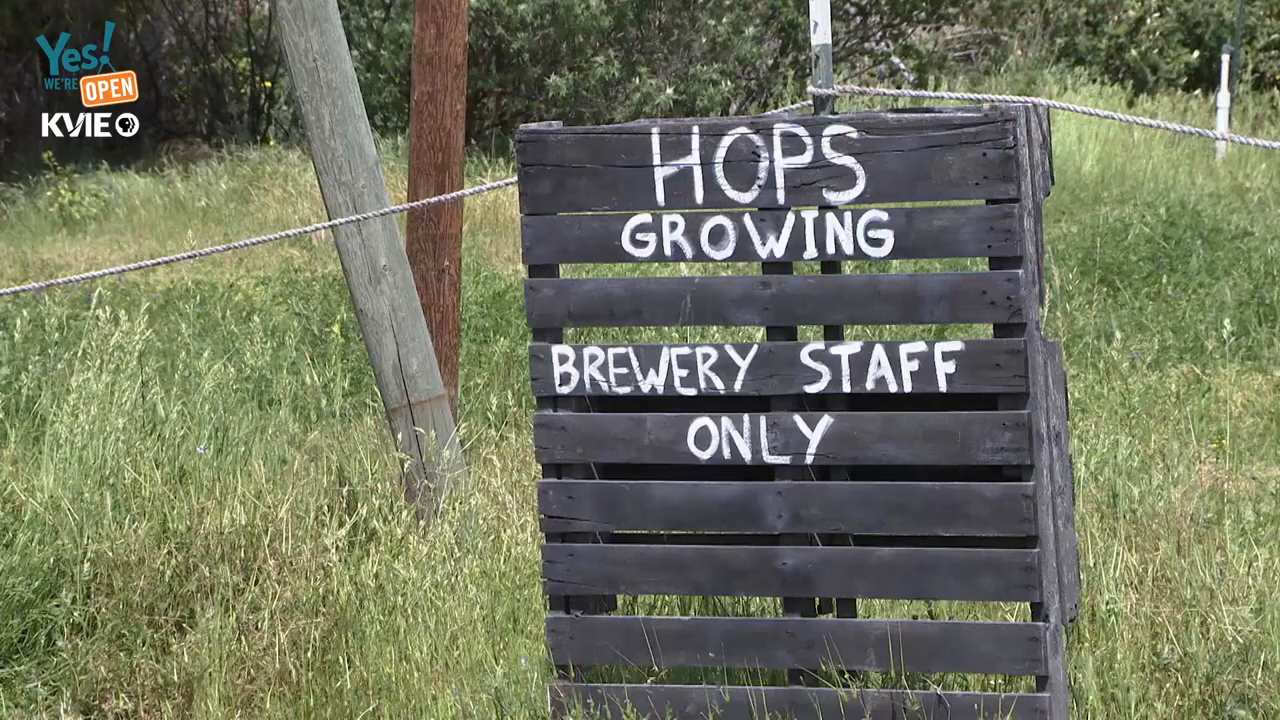 Yes!
WE'RE OPEN
KVIE
HOPS
GROWING
BREWERY STAFF
ONLY